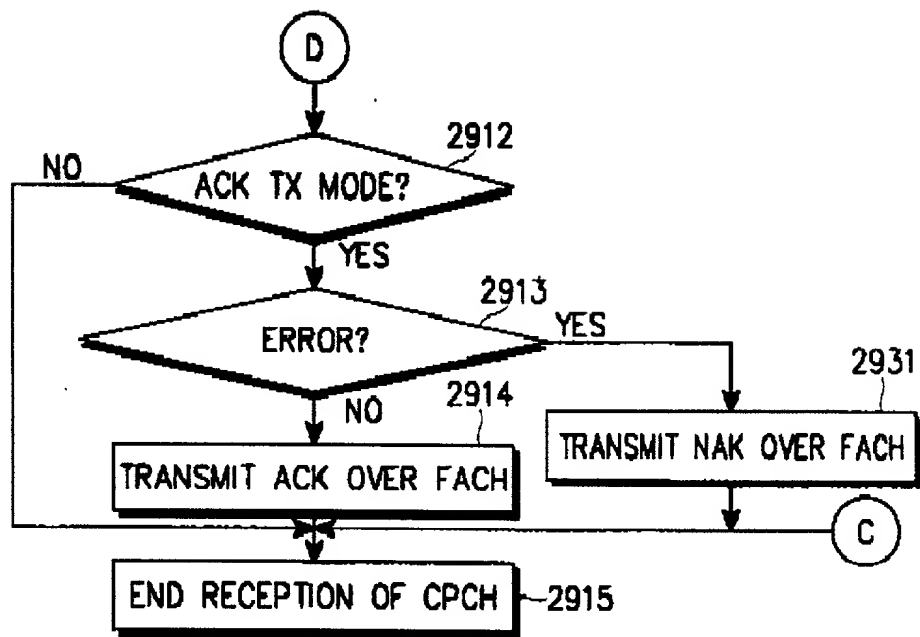 D
2912
NO
ACK TX MODE?
YES
2913
ERROR?
YES
2914
NO
2931
TRANSMIT ACK OVER FACH
TRANSMIT NAK OVER FACH
C
END RECEPTION OF CPCH
2915